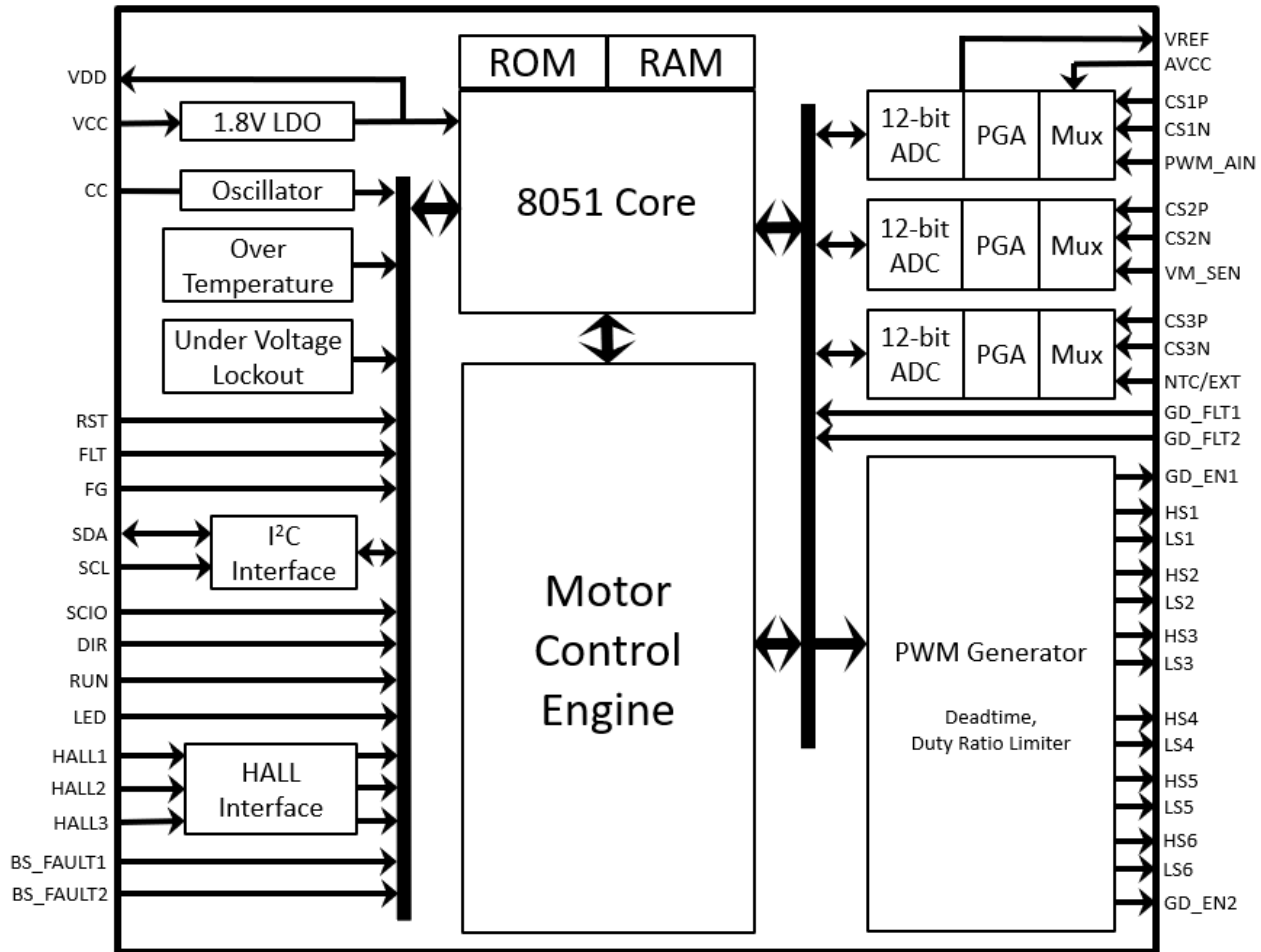 VDD
VCC
CC
RST
FLT
FG
SDA
SCL
SCIO
DIR
RUN
LED
HALL1
HALL2
HALL3
BS_FAULT1
BS_FAULT2
1.8V LDO
Oscillator
Over
Temperature
Under Voltage
Lockout
I²C
Interface
HALL
Interface
ROM
RAM
8051 Core
Motor
Control
Engine
12-bit
ADC
PGA
Mux
12-bit
ADC
PGA
Mux
12-bit
ADC
PGA
Mux
PWM Generator
Deadtime,
Duty Ratio Limiter
VREF
AVCC
CS1P
CS1N
PWM_AIN
CS2P
CS2N
VM_SEN
CS3P
CS3N
NTC/EXT
GD_FLT1
GD_FLT2
GD_EN1
HS1
LS1
HS2
LS2
HS3
LS3
HS4
LS4
HS5
LS5
HS6
LS6
GD_EN2